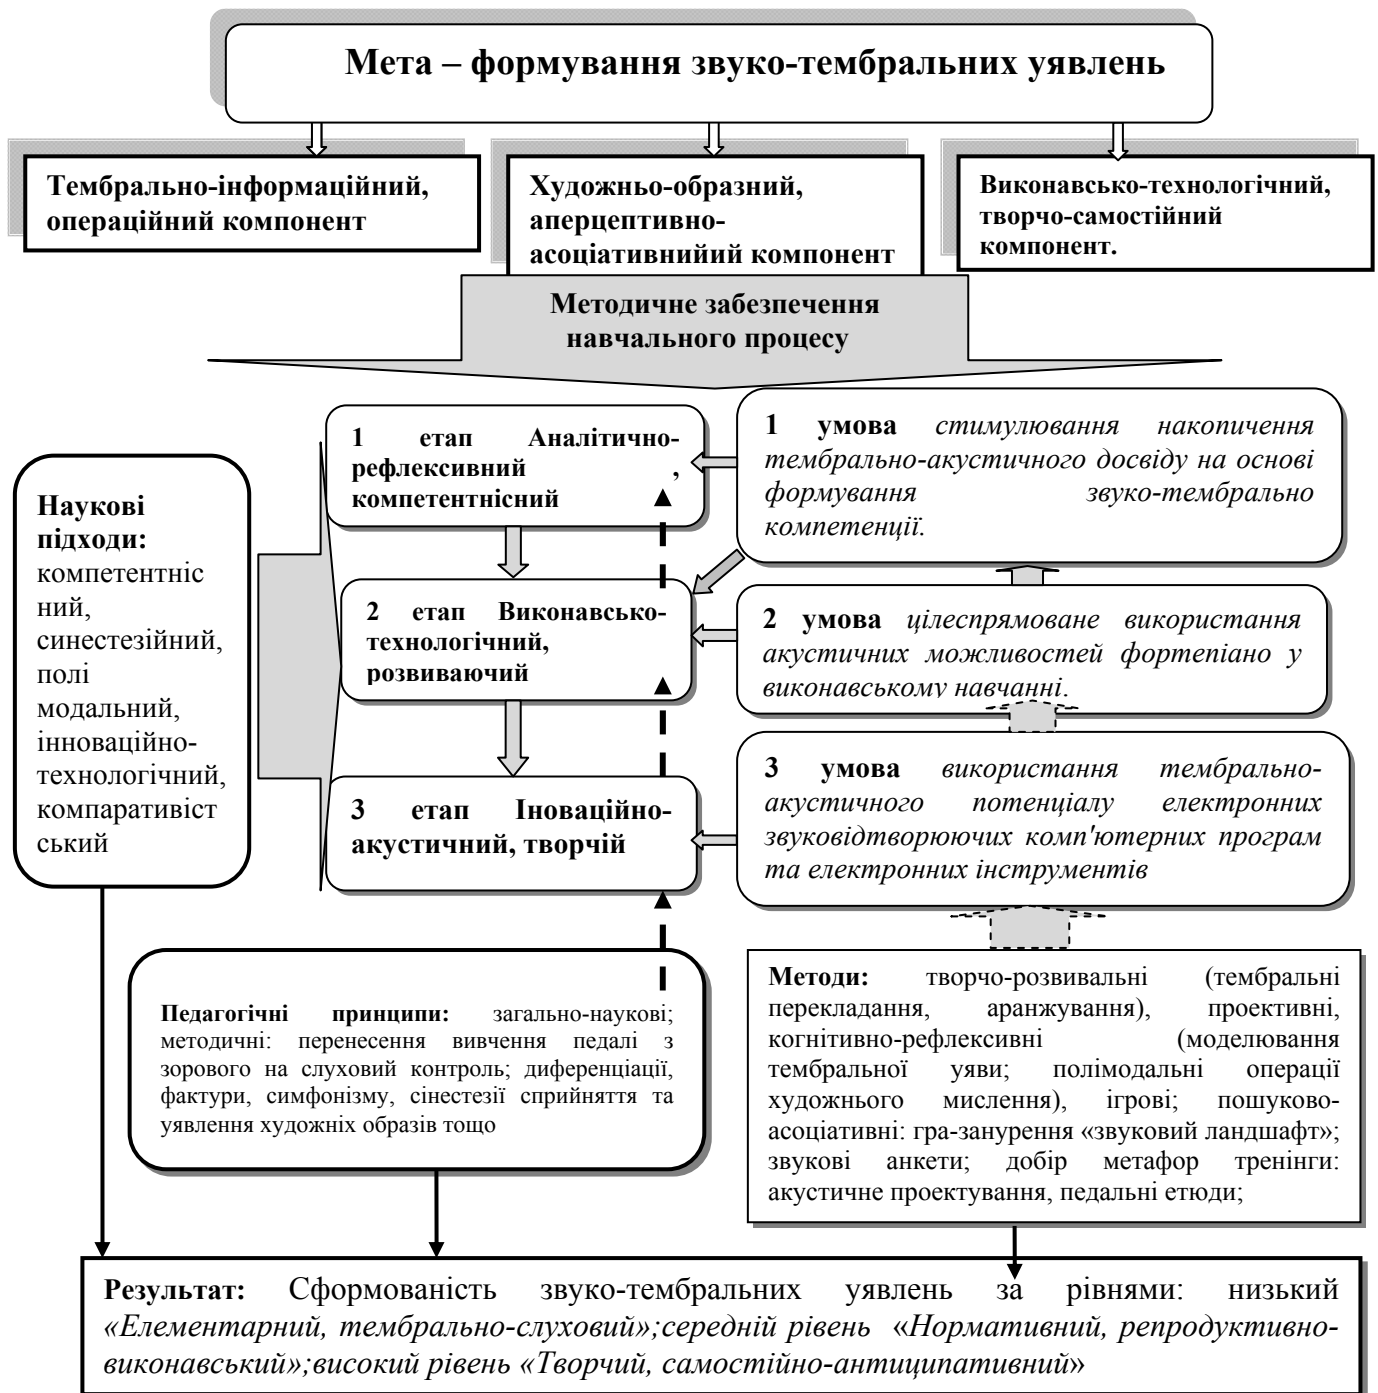 Мета – формування звуко-тембральних уявлень
Тембрально-інформаційний,
операційний компонент
Художньо-образний,
аперцептивно-
асоціативнийий компонент
Виконавсько-технологічний,
творчо-самостійний
компонент.
Методичне забезпечення
навчального процесу
Наукові
підходи:
компетентніс
ний,
синестезійний,
полі
модальний,
інноваційно-
технологічний,
компаративіст
ський
1 етап Аналітично-
рефлексивний ,
компетентнісний
2 етап Виконавсько-
технологічний,
розвиваючий
3 етап Іноваційно-
акустичний, творчій
1 умова стимулювання накопичення
тембрально-акустичного досвіду на основі
формування звуко-тембрально
компетенції.
2 умова цілеспрямоване використання
акустичних можливостей фортепіано у
виконавському навчанні.
3 умова використання тембрально-
акустичного потенціалу електронних
звуковідтворюючих комп'ютерних програм
та електронних інструментів
Педагогічні принципи: загально-наукові;
методичні: перенесення вивчення педалі з
зорового на слуховий контроль; диференціації,
фактури, симфонізму, сінестезії сприйняття та
уявлення художніх образів тощо
Методи: творчо-розвивальні (тембральні
перекладання, аранжування), проективні,
когнітивно-рефлексивні (моделювання
тембральної уяви; полімодальні операції
художнього мислення), ігрові; пошуково-
асоціативні: гра-занурення «звуковий ландшафт»;
звукові анкети; добір метафор тренінги:
акустичне проектування, педальні етюди;
Результат: Сформованість звуко-тембральних уявлень за рівнями: низький
«Елементарний, тембрально-слуховий»;середній рівень «Нормативний, репродуктивно-
виконавський»;високий рівень «Творчий, самостійно-антиципативний»